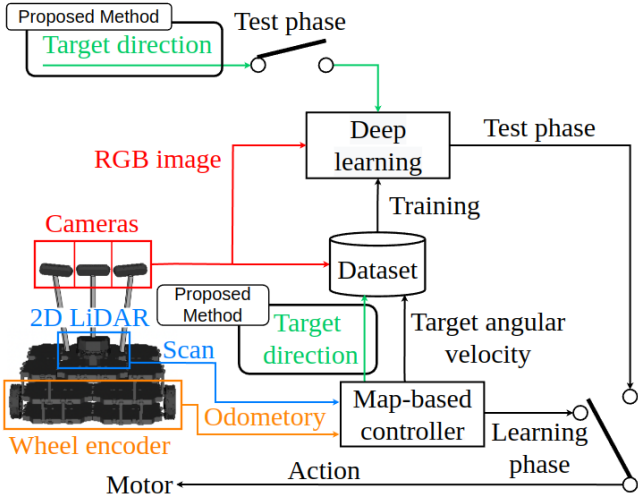 Proposed Method
Test phase
Target direction
Deep
learning
Test phase
RGB image
Training
Cameras
Dataset
Proposed
Method
2D LiDAR
Target
direction
Target angular
velocity
Scan
Map-based
controller
Odometory
Wheel encoder
Learning
phase
Action
Motor